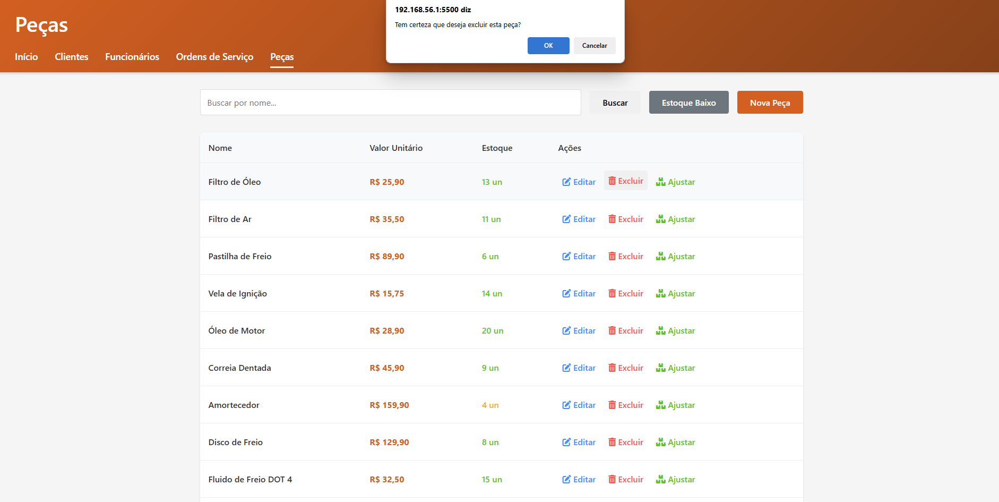 Peças
192.168.56.1:5500 diz
Tem certeza que deseja excluir esta peça?
OK Cancelar
Início Clientes Funcionários Ordens de Serviço Peças
Buscar por nome... Buscar Estoque Baixo Nova Peça
Nome Valor Unitário Estoque Ações
Filtro de Óleo R$ 25,90 13 un Editar Excluir Ajustar
Filtro de Ar R$ 35,50 11 un Editar Excluir Ajustar
Pastilha de Freio R$ 89,90 6 un Editar Excluir Ajustar
Vela de Ignição R$ 15,75 14 un Editar Excluir Ajustar
Óleo de Motor R$ 28,90 20 un Editar Excluir Ajustar
Correia Dentada R$ 45,90 9 un Editar Excluir Ajustar
Amortecedor R$ 159,90 4 un Editar Excluir Ajustar
Disco de Freio R$ 129,90 8 un Editar Excluir Ajustar
Fluido de Freio DOT 4 R$ 32,50 15 un Editar Excluir Ajustar